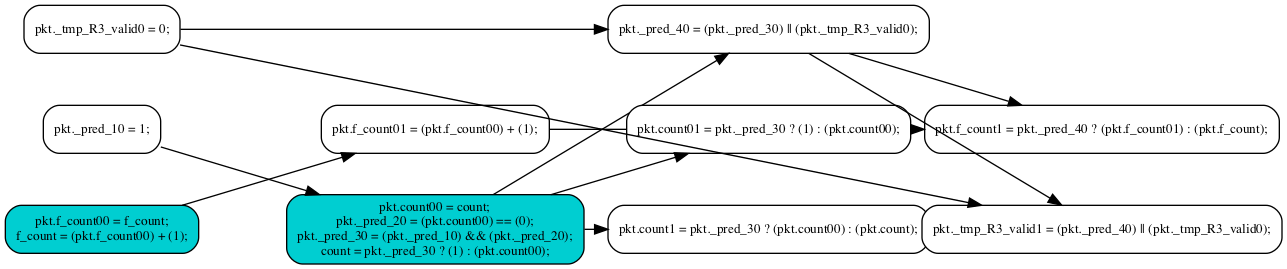 pkt._tmp_R3_valid0 = 0;
pkt._pred_40 = (pkt._pred_30) || (pkt._tmp_R3_valid0);
pkt._pred_10 = 1;
pkt.f_count01 = (pkt.f_count00) + (1);
pkt.count01 = pkt._pred_30 ? (1) : (pkt.count00);
pkt.f_count1 = pkt._pred_40 ? (pkt.f_count01) : (pkt.f_count);
pkt.f_count00 = f_count;
f_count = (pkt.f_count00) + (1);
pkt.count00 = count;
pkt._pred_20 = (pkt.count00) == (0);
pkt._pred_30 = (pkt._pred_10) && (pkt._pred_20);
count = pkt._pred_30 ? (1) : (pkt.count00);
pkt.count1 = pkt._pred_30 ? (pkt.count00) : (pkt.count);
pkt._tmp_R3_valid1 = (pkt._pred_40) || (pkt._tmp_R3_valid0);